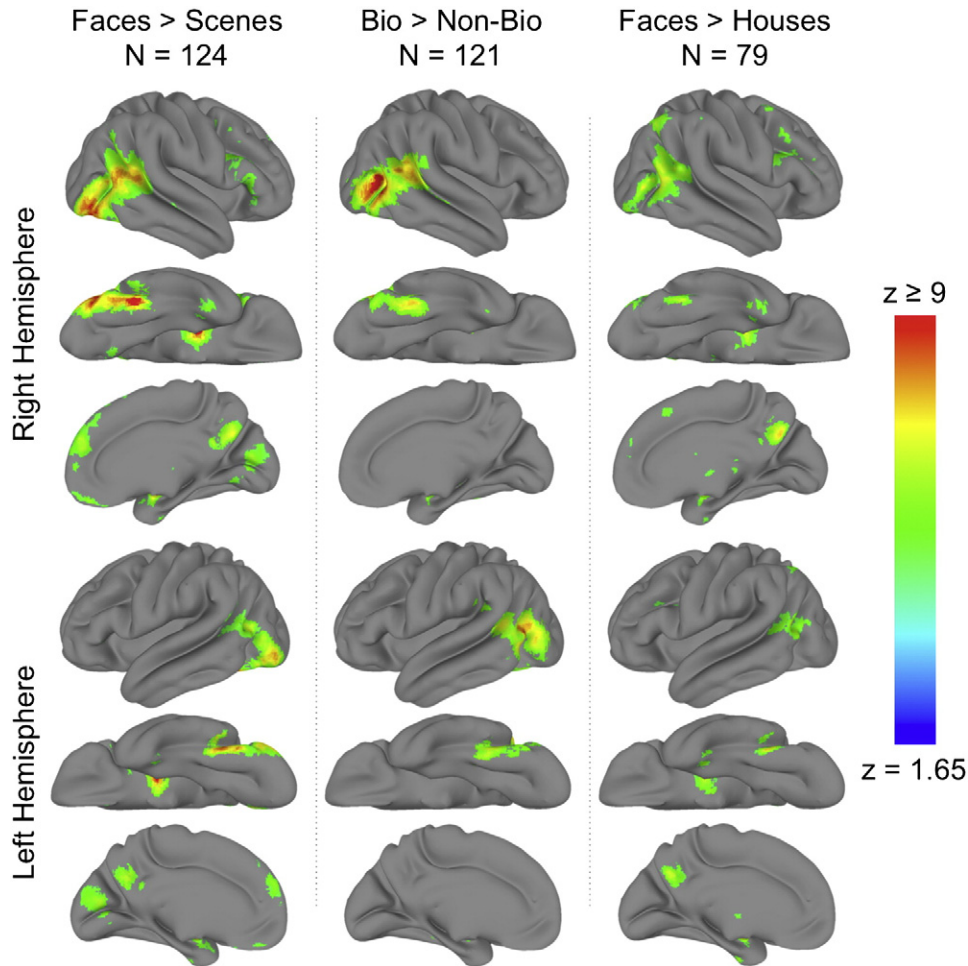 Faces > Scenes
N = 124
Bio > Non-Bio
N = 121
Faces > Houses
N = 79
Right Hemisphere
Left Hemisphere
z ≥ 9
z = 1.65